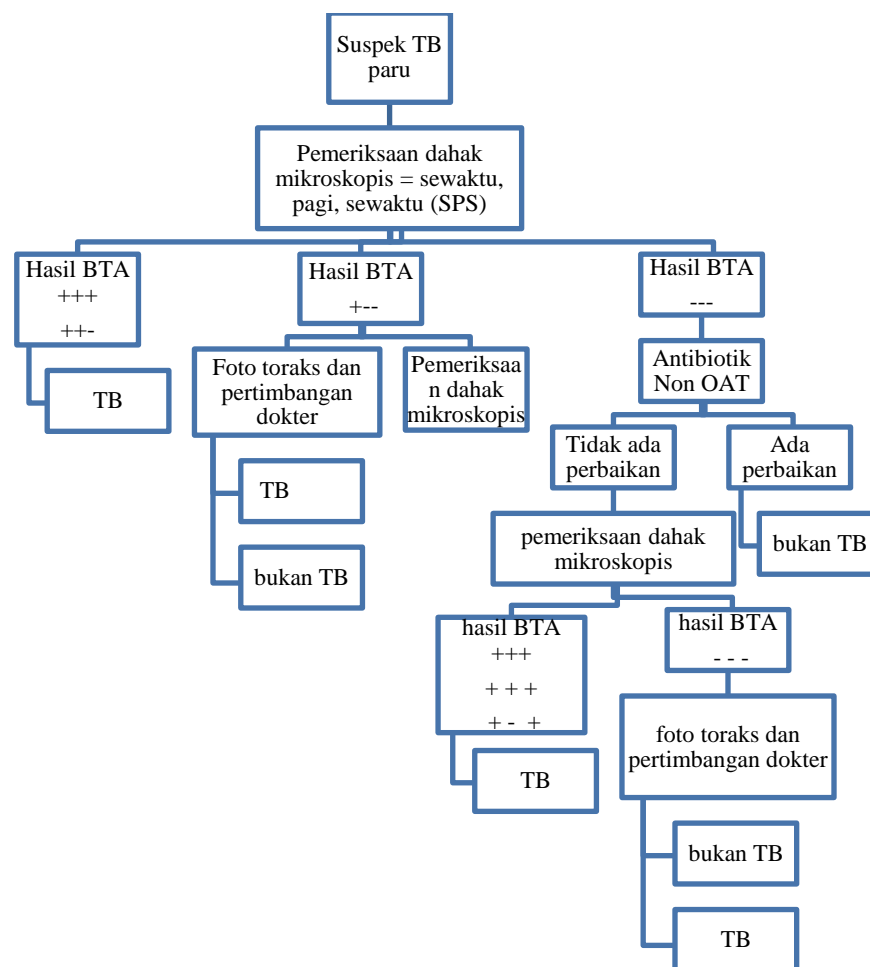 Suspek TB
paru
Pemeriksaan dahak
mikroskopis = sewaktu,
pagi, sewaktu (SPS)
Hasil BTA
+++
++-
TB
Hasil BTA
+--
Foto toraks dan
pertimbangan
dokter
TB
bukan TB
Pemeriksaa
n dahak
mikroskopis
Hasil BTA
---
Antibiotik
Non OAT
Tidak ada
perbaikan
pemeriksaan dahak
mikroskopis
hasil BTA
+++
+ + +
+ - +
TB
hasil BTA
- - -
foto toraks dan
pertimbangan dokter
bukan TB
TB
Ada
perbaikan
bukan TB